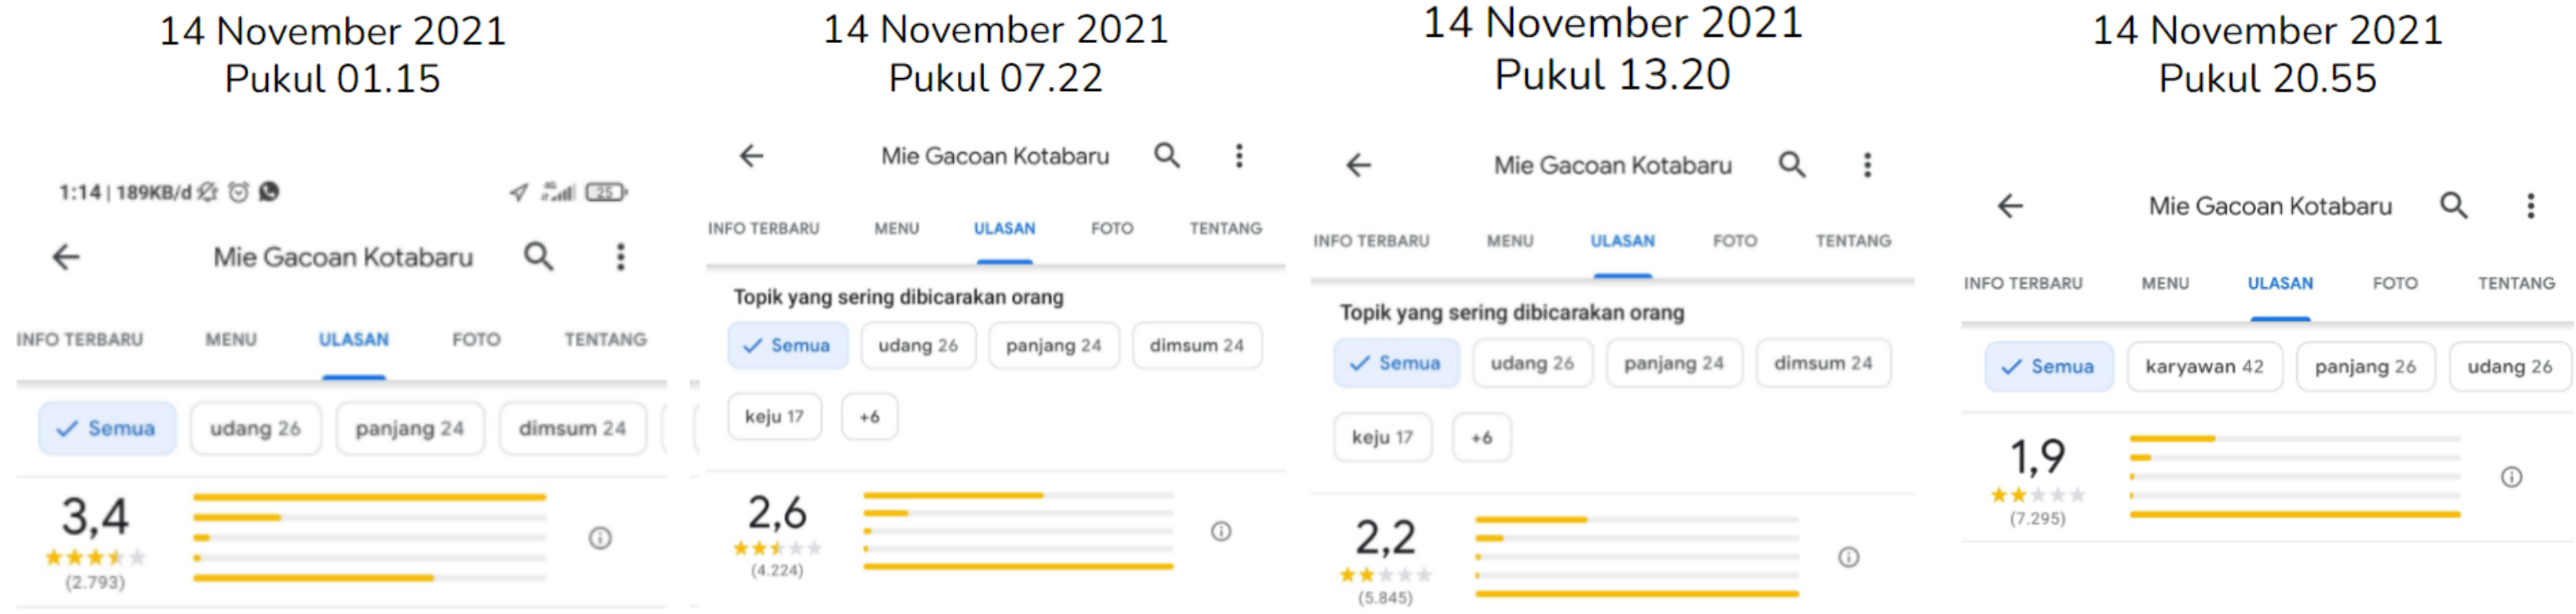 14 November 2021
Pukul 01.15
1:14 | 189KB/d
25
Mie Gacoan Kotabaru
INFO TERBARU MENU ULASAN FOTO TENTANG
Semua udang 26 panjang 24 dimsum 24
3,4
(2.793)
14 November 2021
Pukul 07.22
Mie Gacoan Kotabaru
INFO TERBARU MENU ULASAN FOTO TENTANG
Topik yang sering dibicarakan orang
Semua udang 26 panjang 24 dimsum 24
keju 17 +6
2,6
(4.224)
14 November 2021
Pukul 13.20
Mie Gacoan Kotabaru
INFO TERBARU MENU ULASAN FOTO TENTANG
Topik yang sering dibicarakan orang
Semua udang 26 panjang 24 dimsum 24
keju 17 +6
2,2
(5.845)
14 November 2021
Pukul 20.55
Mie Gacoan Kotabaru
INFO TERBARU MENU ULASAN FOTO TENTANG
Semua karyawan 42 panjang 26 udang 26
1,9
(7.295)